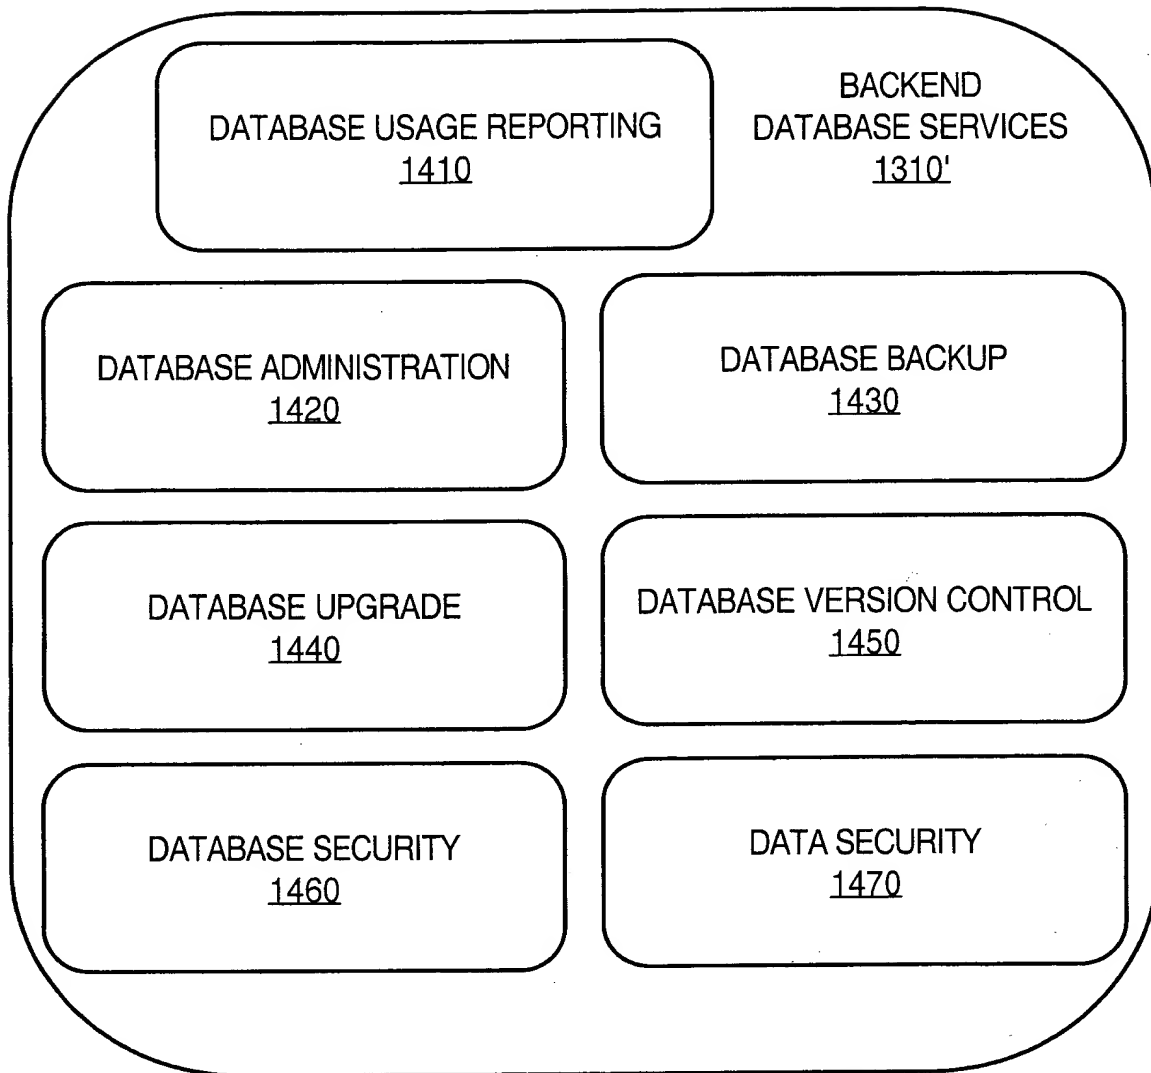 DATABASE USAGE REPORTING
1410
BACKEND
DATABASE SERVICES
1310'
DATABASE ADMINISTRATION
1420
DATABASE BACKUP
1430
DATABASE UPGRADE
1440
DATABASE VERSION CONTROL
1450
DATABASE SECURITY
1460
DATA SECURITY
1470